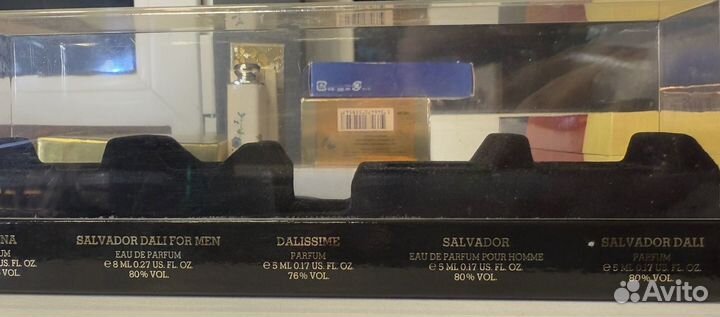 NA
UM
US. FL. OZ.
% VOL.
SALVADOR DALI FOR MEN
EAU DE PARFUM
℮ 8 ML 0.27 US. FL. OZ.
80% VOL.
DALISSIME
PARFUM
℮ 5 ML 0.17 US. FL. OZ.
76% VOL.
SALVADOR
EAU DE PARFUM POUR HOMME
℮ 5 ML 0.17 US. FL. OZ.
80% VOL.
SALVADOR DALI
PARFUM
℮ 5 ML 0.17 US. FL. OZ.
80% VOL.
Avito